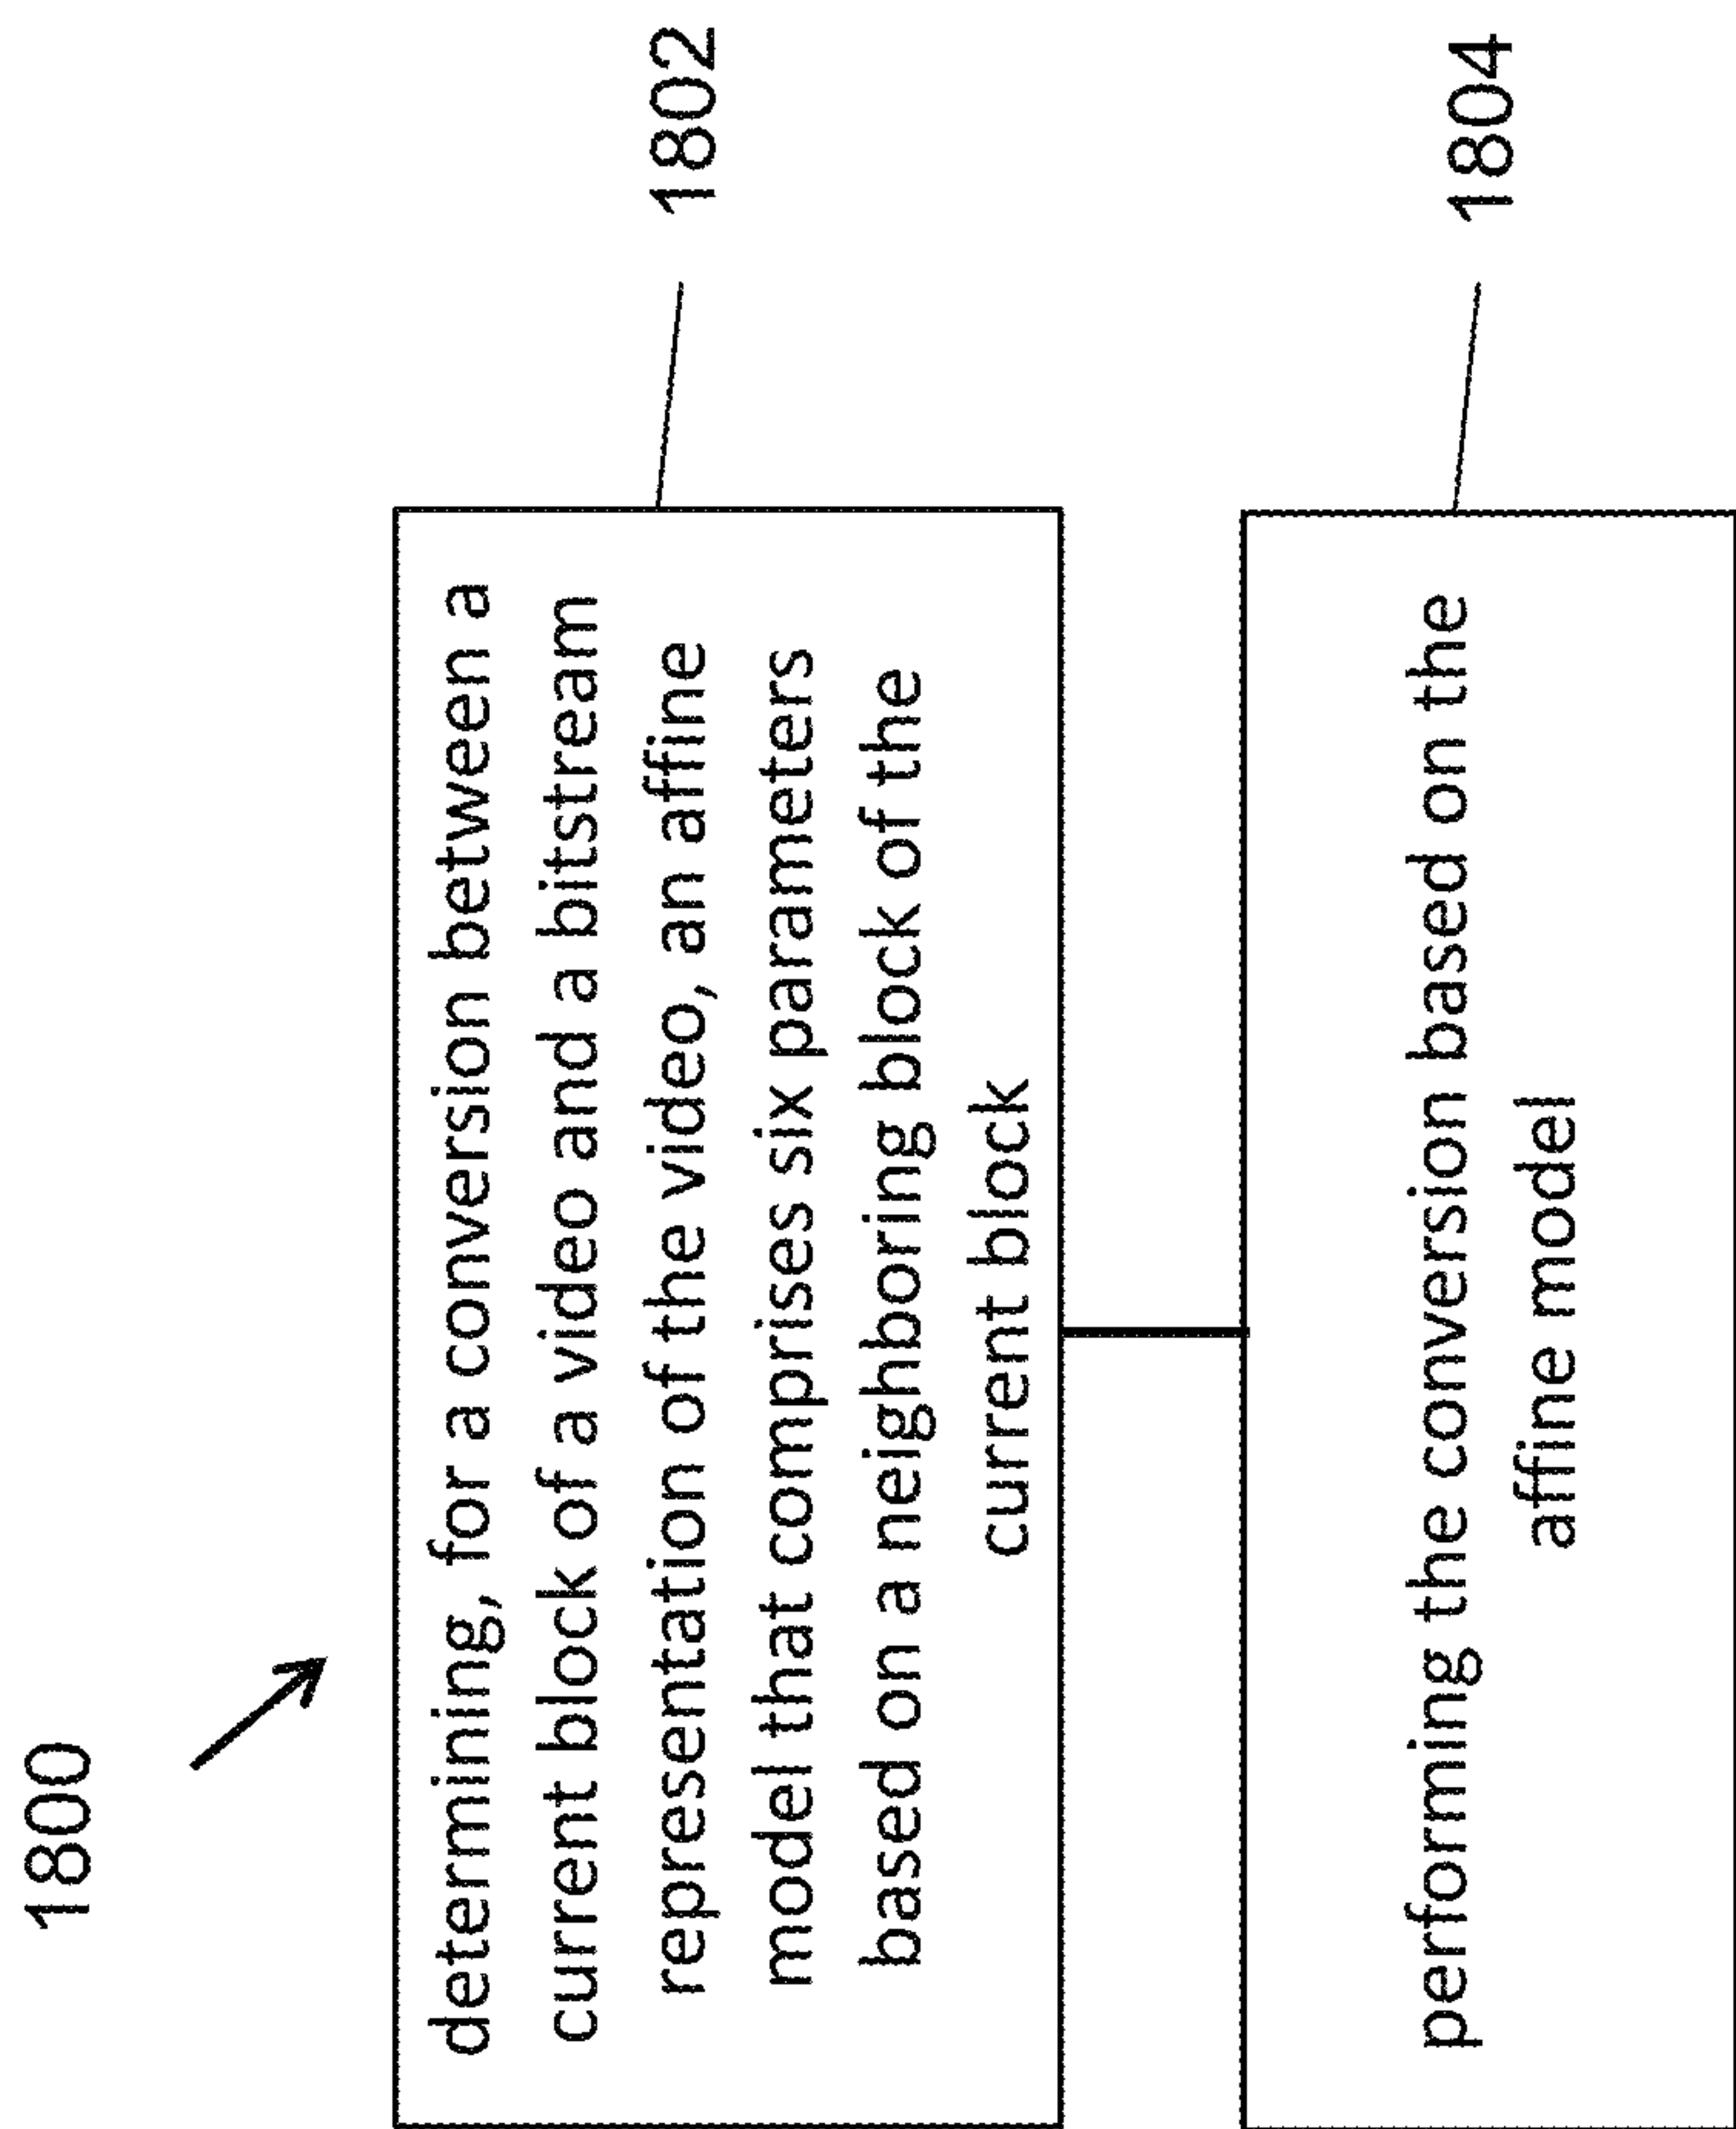 1800
determining, for a conversion between a
current block of a video and a bitstream
representation of the video, an affine
model that comprises six parameters
based on a neighboring block of the
current block
1802
performing the conversion based on the
affine model
1804